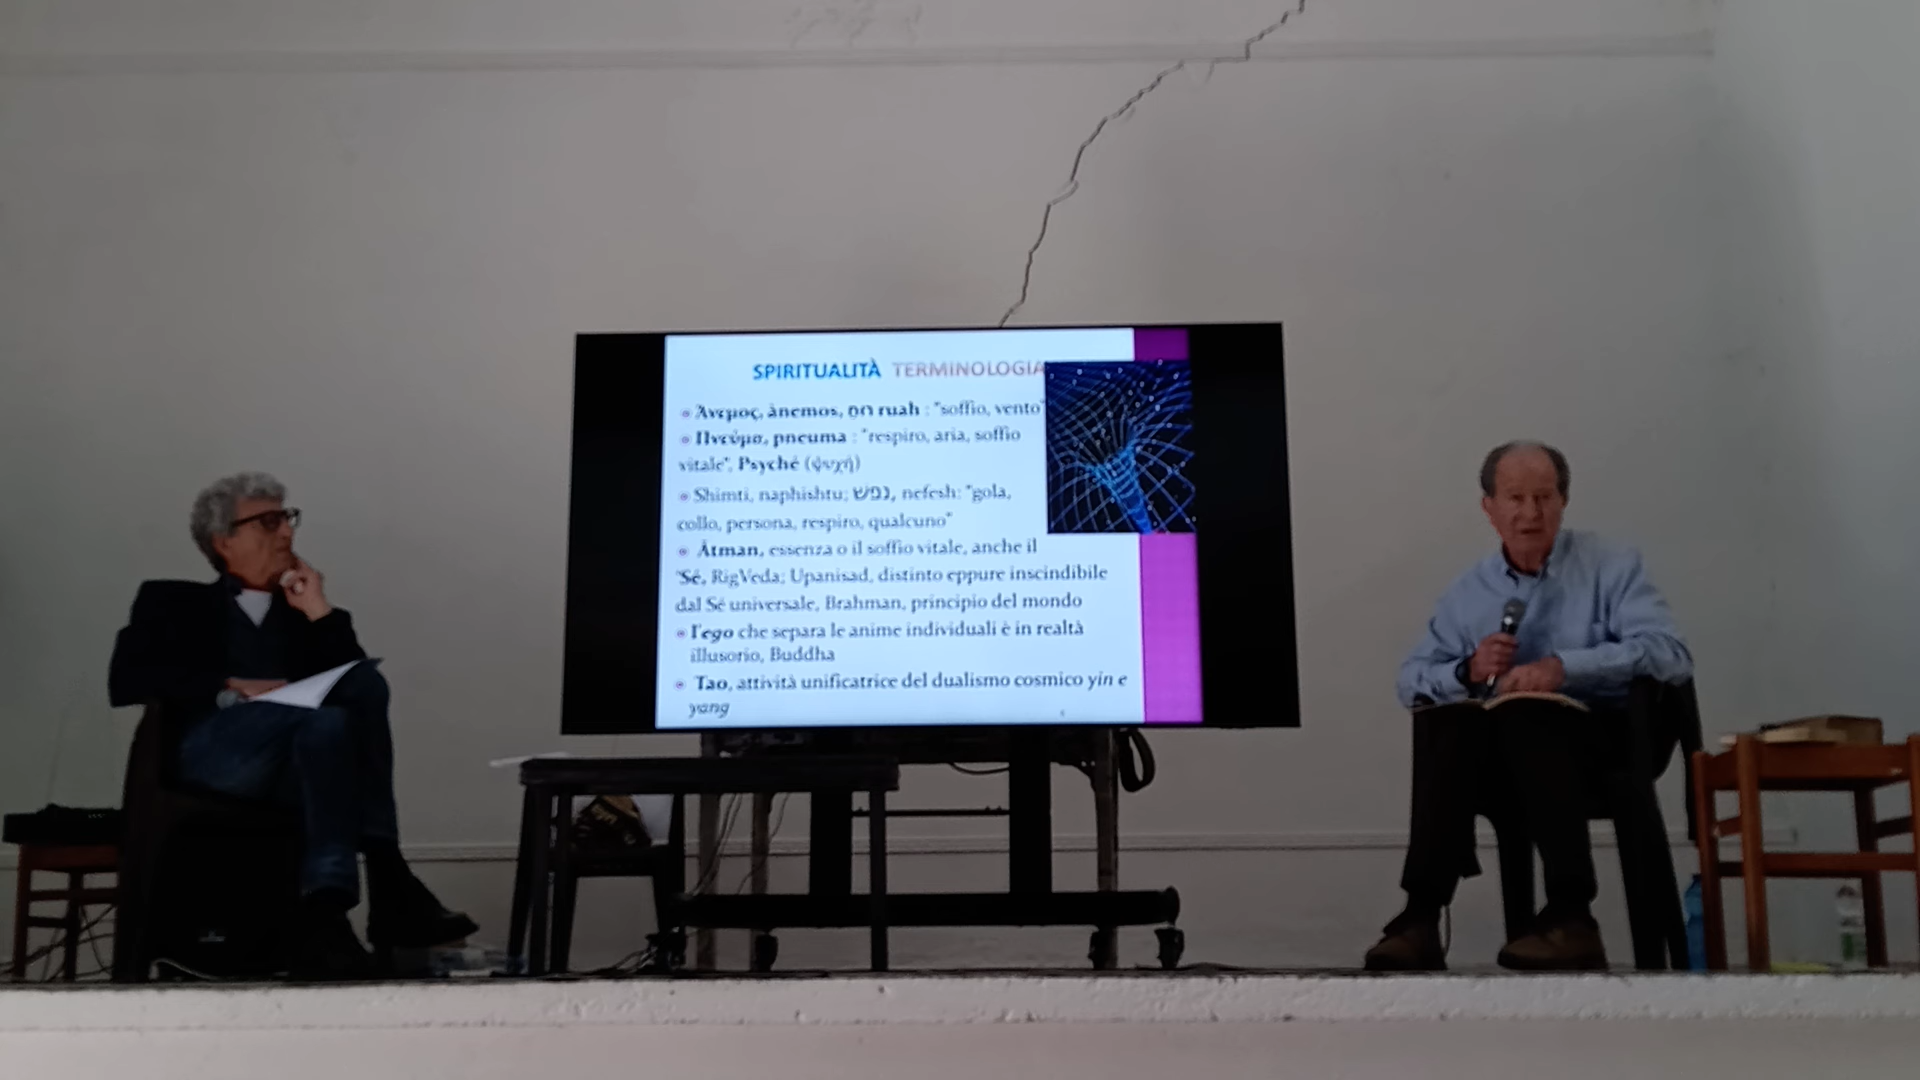 SPIRITUALITÀ TERMINOLOGIA
Ἄνεμος, ànemos, רוח ruah : "soffio, vento"
Πνεύμα, pneuma : "respiro, aria, soffio
vitale", Psyché (ψυχή)
Shimti, naphishtu; נפש, nefesh: "gola,
collo, persona, respiro, qualcuno"
Ātman, essenza o il soffio vitale, anche il
"Sé, RigVeda; Upanisad, distinto eppure inscindibile
dal Sé universale, Brahman, principio del mondo
l'ego che separa le anime individuali è in realtà
illusorio, Buddha
Tao, attività unificatrice del dualismo cosmico yin e
yang